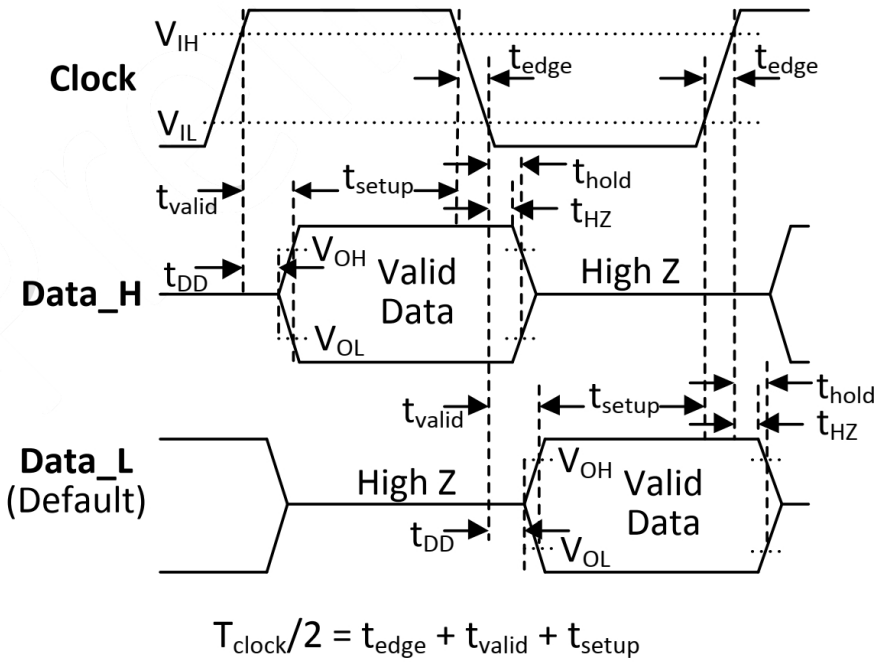 V_IH
Clock
t_edge t_edge
V_IL
t_valid t_setup t_hold
t_HZ
V_OH
t_DD
Data_H
Valid
Data
High Z
V_OL
t_valid t_setup t_hold
t_HZ
Data_L
(Default)
High Z
V_OH
Valid
Data
t_DD
V_OL
T_clock/2 = t_edge + t_valid + t_setup